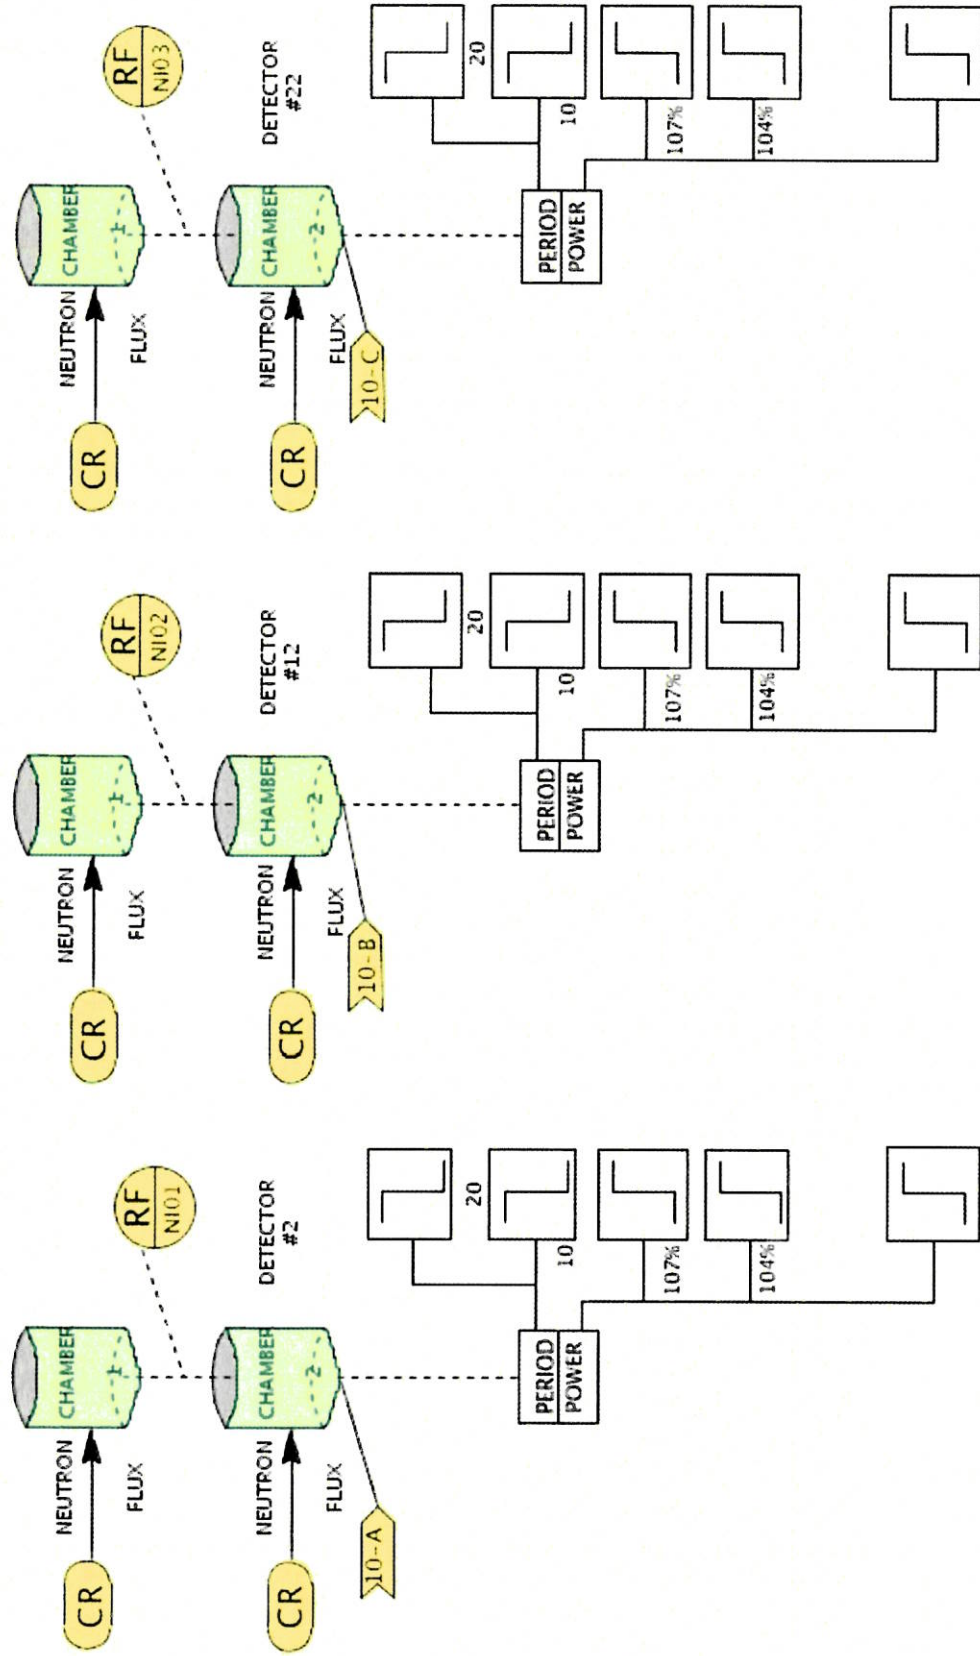 RF
NI03
CHAMBER
1
NEUTRON
FLUX
CR
DETECTOR
#22
CHAMBER
2
NEUTRON
FLUX
CR
10-C
PERIOD
POWER
20
10
107%
104%
RF
NI02
CHAMBER
1
NEUTRON
FLUX
CR
DETECTOR
#12
CHAMBER
2
NEUTRON
FLUX
CR
10-B
PERIOD
POWER
20
10
107%
104%
RF
NI01
CHAMBER
1
NEUTRON
FLUX
CR
DETECTOR
#2
CHAMBER
2
NEUTRON
FLUX
CR
10-A
PERIOD
POWER
20
10
107%
104%